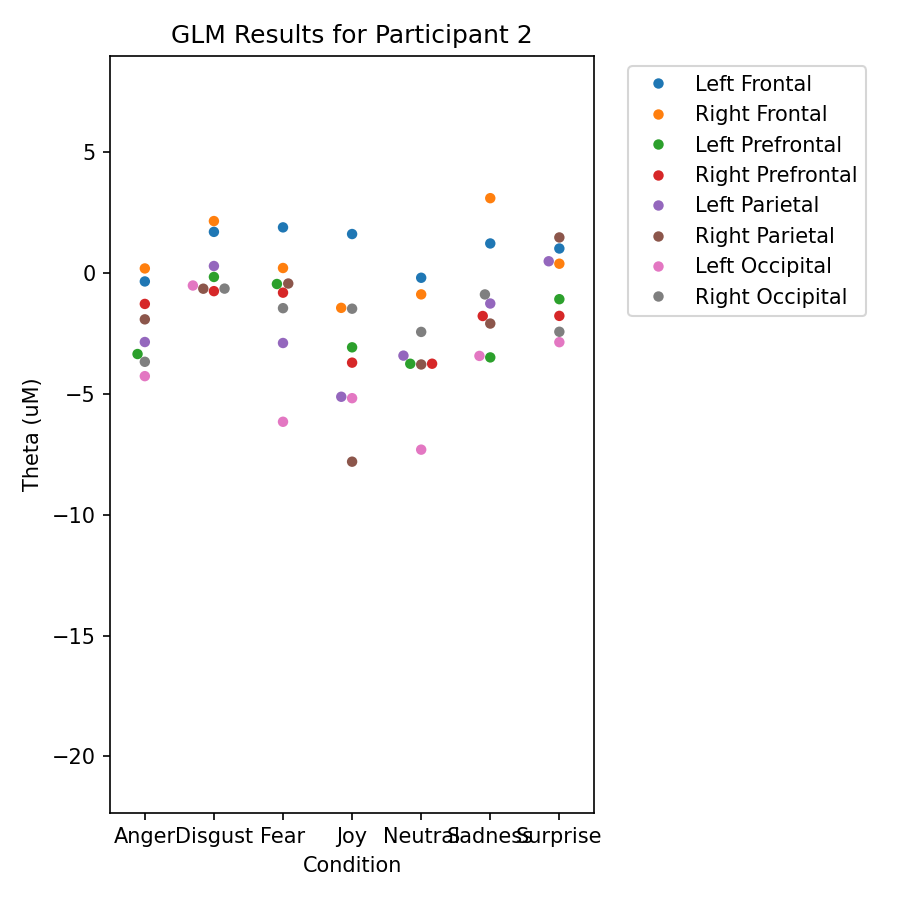 GLM Results for Participant 2
Left Frontal
Right Frontal
Left Prefrontal
Right Prefrontal
Left Parietal
Right Parietal
Left Occipital
Right Occipital
Theta (uM)
5
0
−5
−10
−15
−20
Anger Disgust Fear Joy Neutral Sadness Surprise
Condition